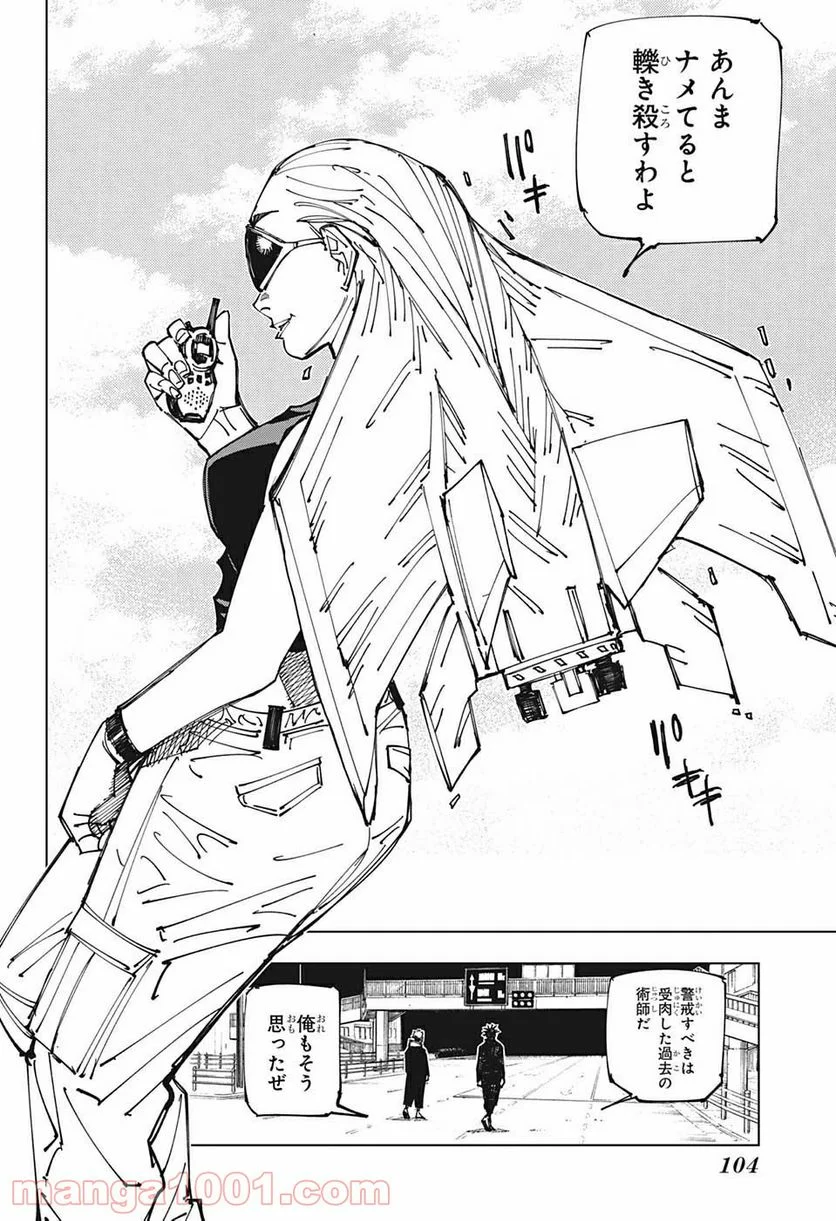 あんま
ナメてると
轢き殺すわよ
バキ
バキキ
警戒すべきは
受肉した過去の
術師だ
俺もそう
思ったぜ
104
manga1001.com